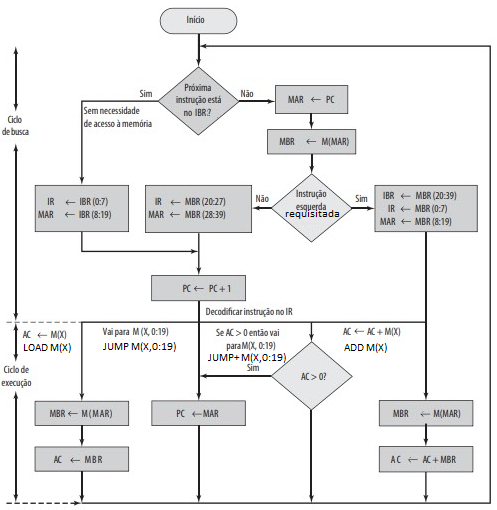 Início
Ciclo
de busca
Sim
Próxima
instrução está
no IBR?
Não
MAR ← PC
Sem necessidade
de acesso à memória
MBR ← M(MAR)
IR ← IBR (0:7)
MAR ← IBR (8:19)
IR ← MBR (20:27)
MAR ← MBR (28:39)
Não
Instrução
esquerda
requisitada
Sim
IBR ← MBR (20:39)
IR ← MBR (0:7)
MAR ← MBR (8:19)
PC ← PC + 1
Decodificar instrução no IR
AC ← M(X)
LOAD M(X)
Vai para M (X, 0:19)
JUMP M(X,0:19)
Se AC > 0 então vai
para M(X, 0:19)
JUMP+ M(X,0:19)
Sim
AC ← AC + M(X)
ADD M(X)
Ciclo de
execução
AC > 0?
MBR ← M (MAR)
PC ← MAR
MBR ← M(MAR)
AC ← MBR
AC ← AC + MBR